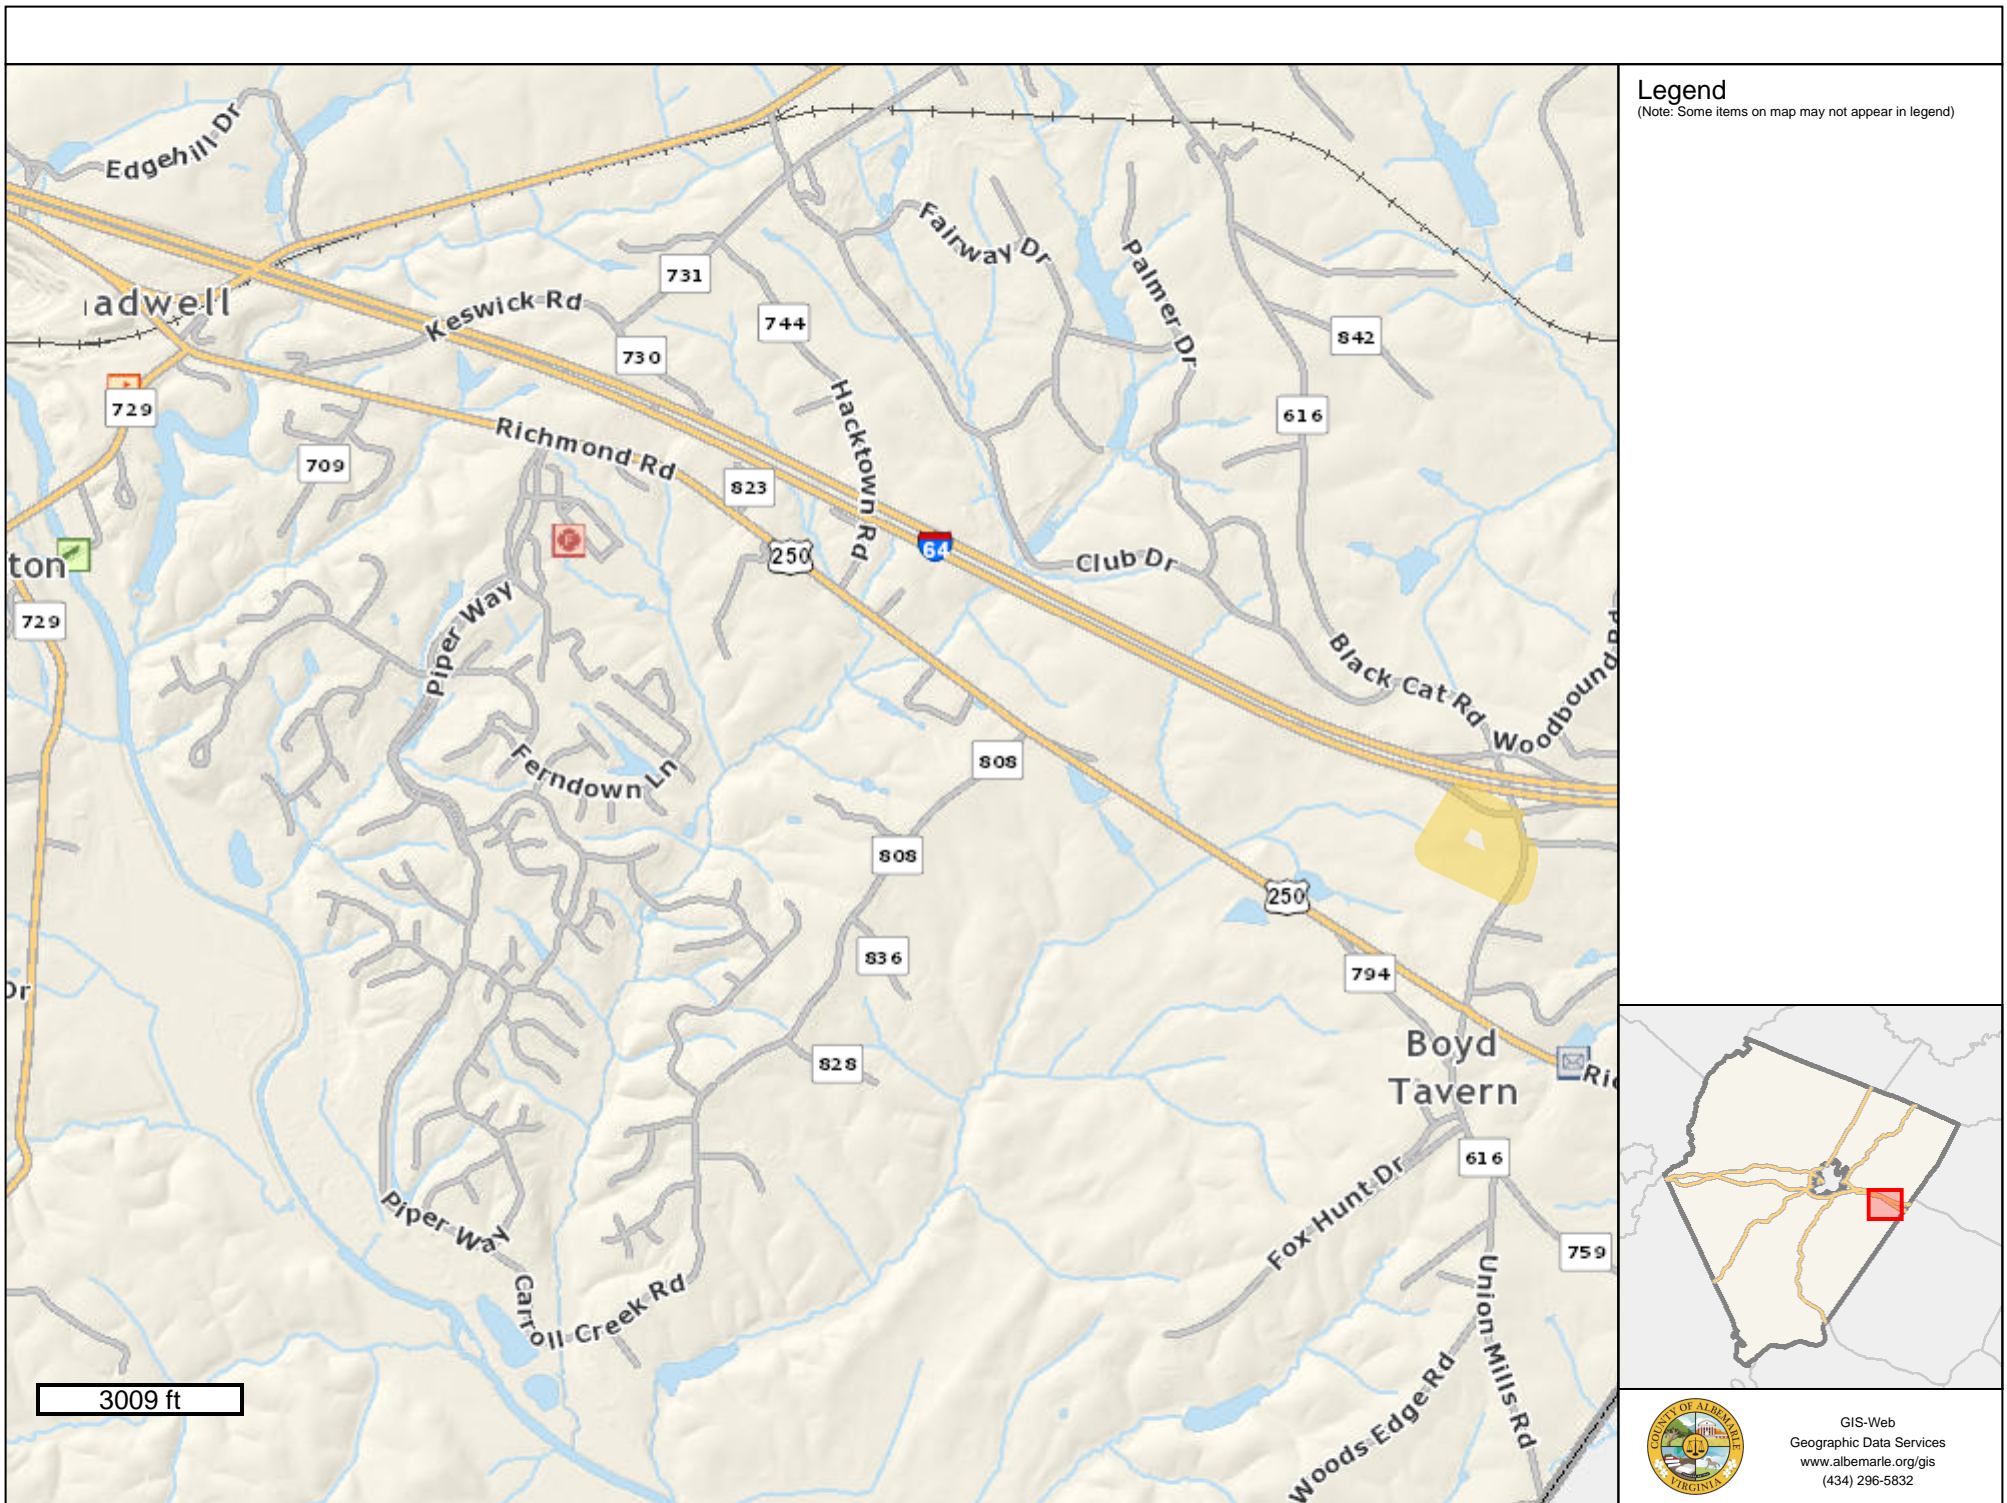 Legend
(Note: Some items on map may not appear in legend)
Edgehill Dr
Fairway Dr
Palmer Dr
731
adwell
Keswick Rd
744
842
730
729
Hacktown Rd
616
Richmond Rd
709
823
250
64
Club Dr
ton
729
Piper Way
Black Cat Rd
Woodbound Rd
Ferndown Ln
808
808
250
836
794
Dr
Boyd
Tavern
828
616
Fox Hunt Dr
Piper Way
759
Carroll Creek Rd
Union Mills Rd
Woods Edge Rd
3009 ft
COUNTY OF ALBEMARLE
VIRGINIA
GIS-Web
Geographic Data Services
www.albemarle.org/gis
(434) 296-5832